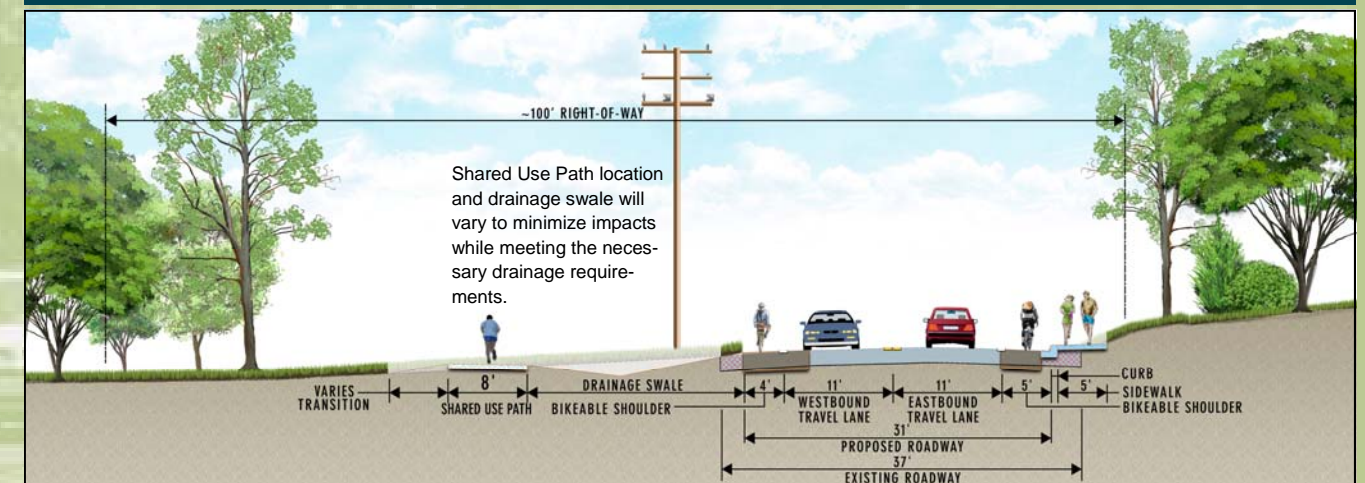 ~100' RIGHT-OF-WAY
Shared Use Path location
and drainage swale will
vary to minimize impacts
while meeting the neces-
sary drainage require-
ments.
VARIES
TRANSITION
8'
SHARED USE PATH
DRAINAGE SWALE
BIKEABLE SHOULDER
4'
11'
WESTBOUND
TRAVEL LANE
11'
EASTBOUND
TRAVEL LANE
5'
5'
CURB
SIDEWALK
BIKEABLE SHOULDER
31'
PROPOSED ROADWAY
37'
EXISTING ROADWAY